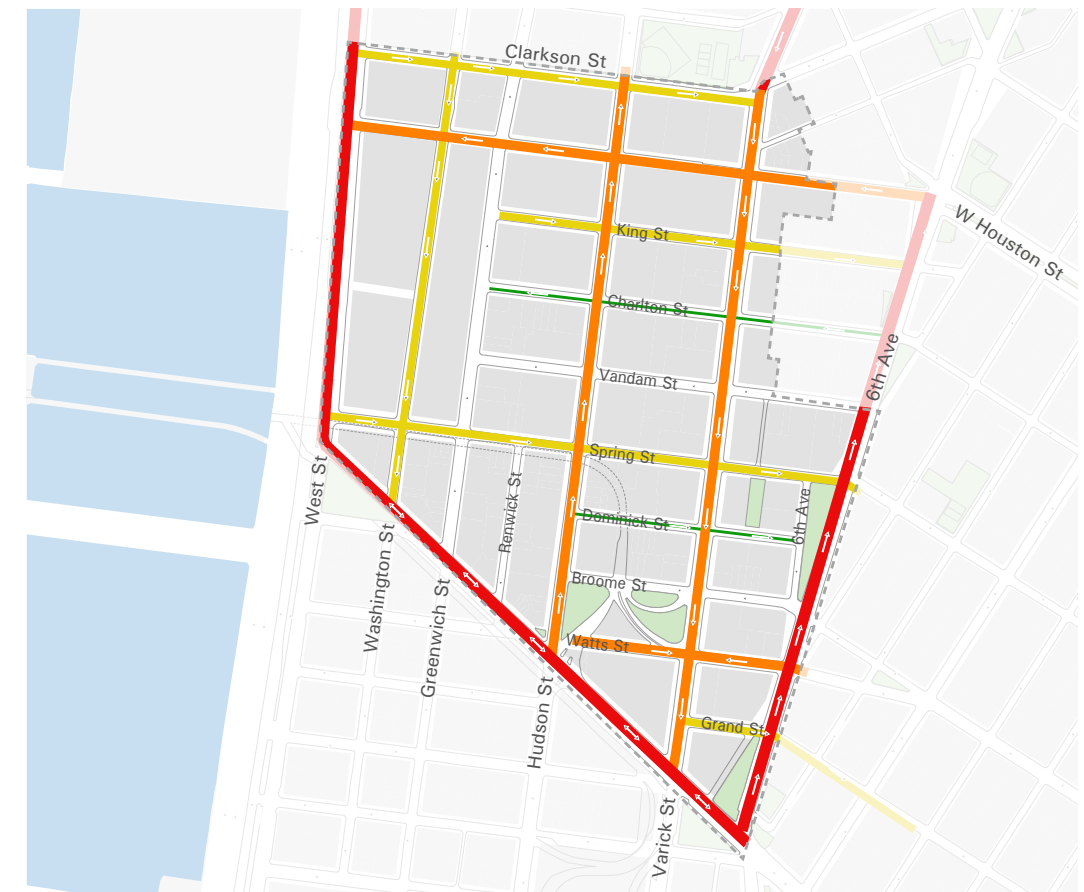 Clarkson St
W Houston St
King St
Charlton St
6th Ave
Vandam St
Spring St
West St
Renwick St
6th Ave
Dominick St
Washington St
Broome St
Greenwich St
Watts St
Hudson St
Grand St
Varick St